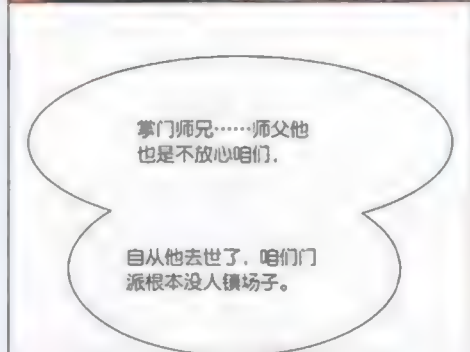 掌门师兄……师父他
也是不放心咱们.
自从他去世了, 咱们门
派根本没人镇场子。